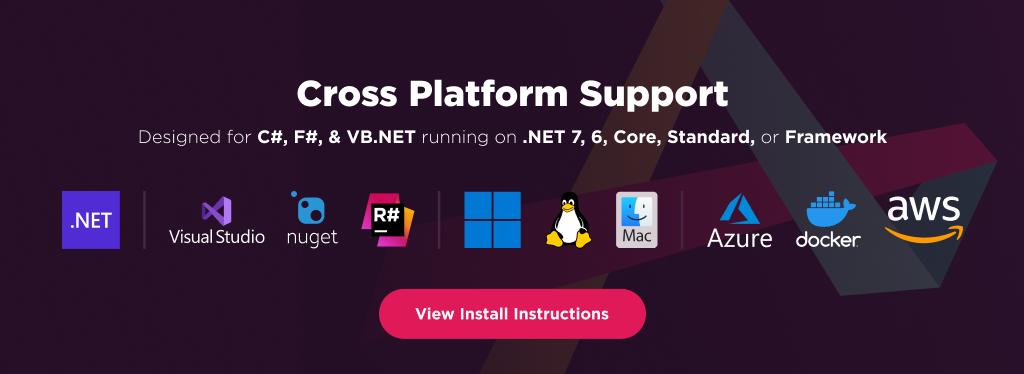 Cross Platform Support
Designed for C#, F#, & VB.NET running on .NET 7, 6, Core, Standard, or Framework
.NET
Visual Studio
nuget
R#
Mac
Azure
docker
aws
View Install Instructions